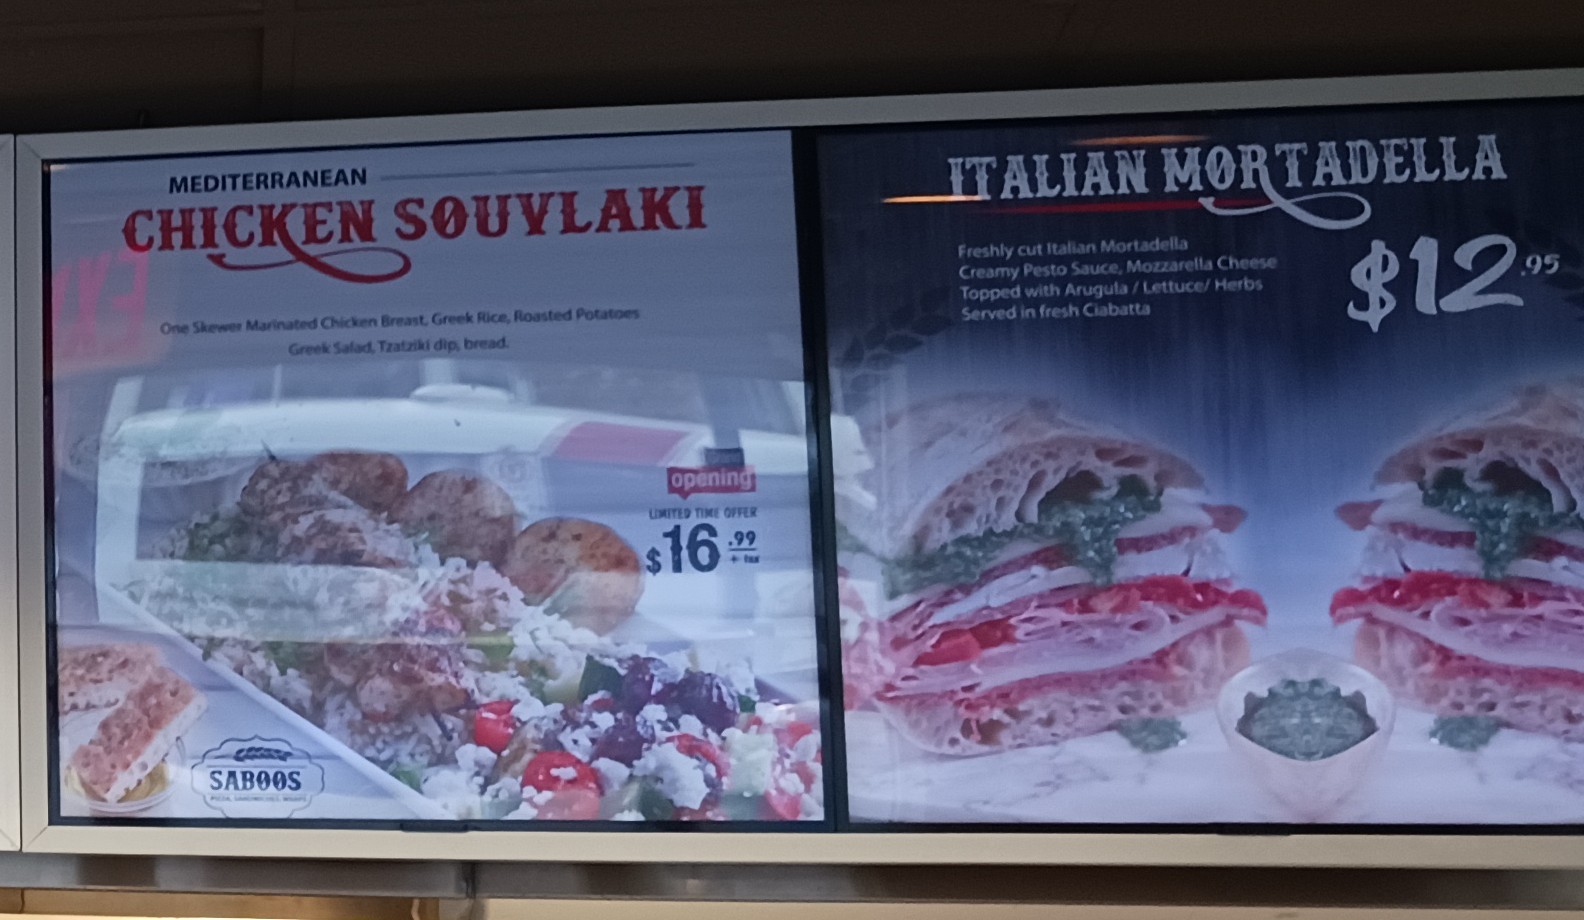 MEDITERRANEAN
CHICKEN SOUVLAKI
One Skewer Marinated Chicken Breast, Greek Rice, Roasted Potatoes
Greek Salad, Tzatziki dip, bread.
opening
LIMITED TIME OFFER
$16.99
+ tax
SABOOS
ITALIAN MORTADELLA
Freshly cut Italian Mortadella
Creamy Pesto Sauce, Mozzarella Cheese
Topped with Arugula / Lettuce/ Herbs
Served in fresh Ciabatta
$12.95